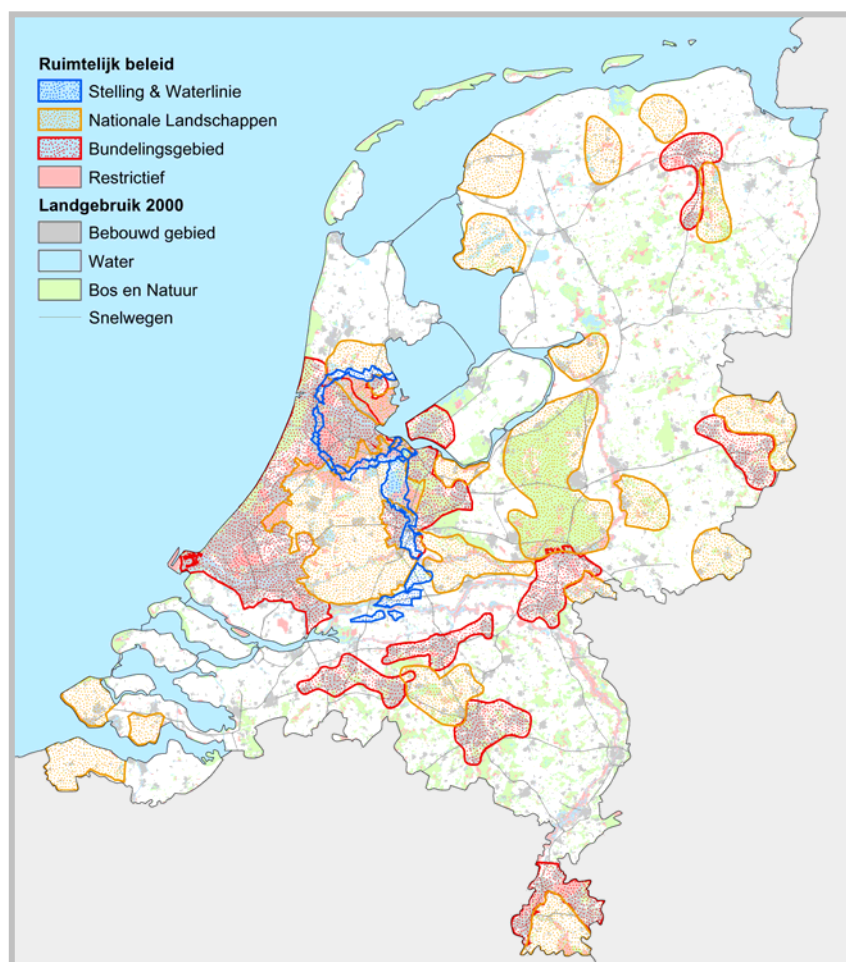 Ruimtelijk beleid
Stelling & Waterlinie
Nationale Landschappen
Bundelingsgebied
Restrictief
Landgebruik 2000
Bebouwd gebied
Water
Bos en Natuur
Snelwegen